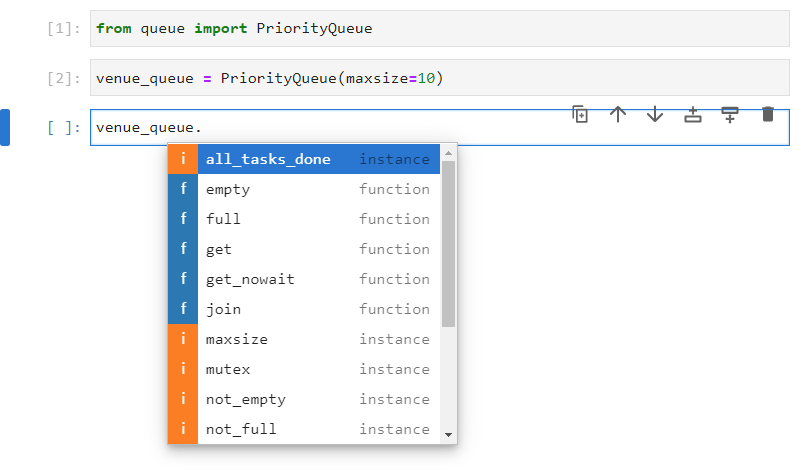 [1]: from queue import PriorityQueue
[2]: venue_queue = PriorityQueue(maxsize=10)
[ ]: venue_queue.
i all_tasks_done instance
f empty function
f full function
f get function
f get_nowait function
f join function
i maxsize instance
i mutex instance
i not_empty instance
i not_full instance